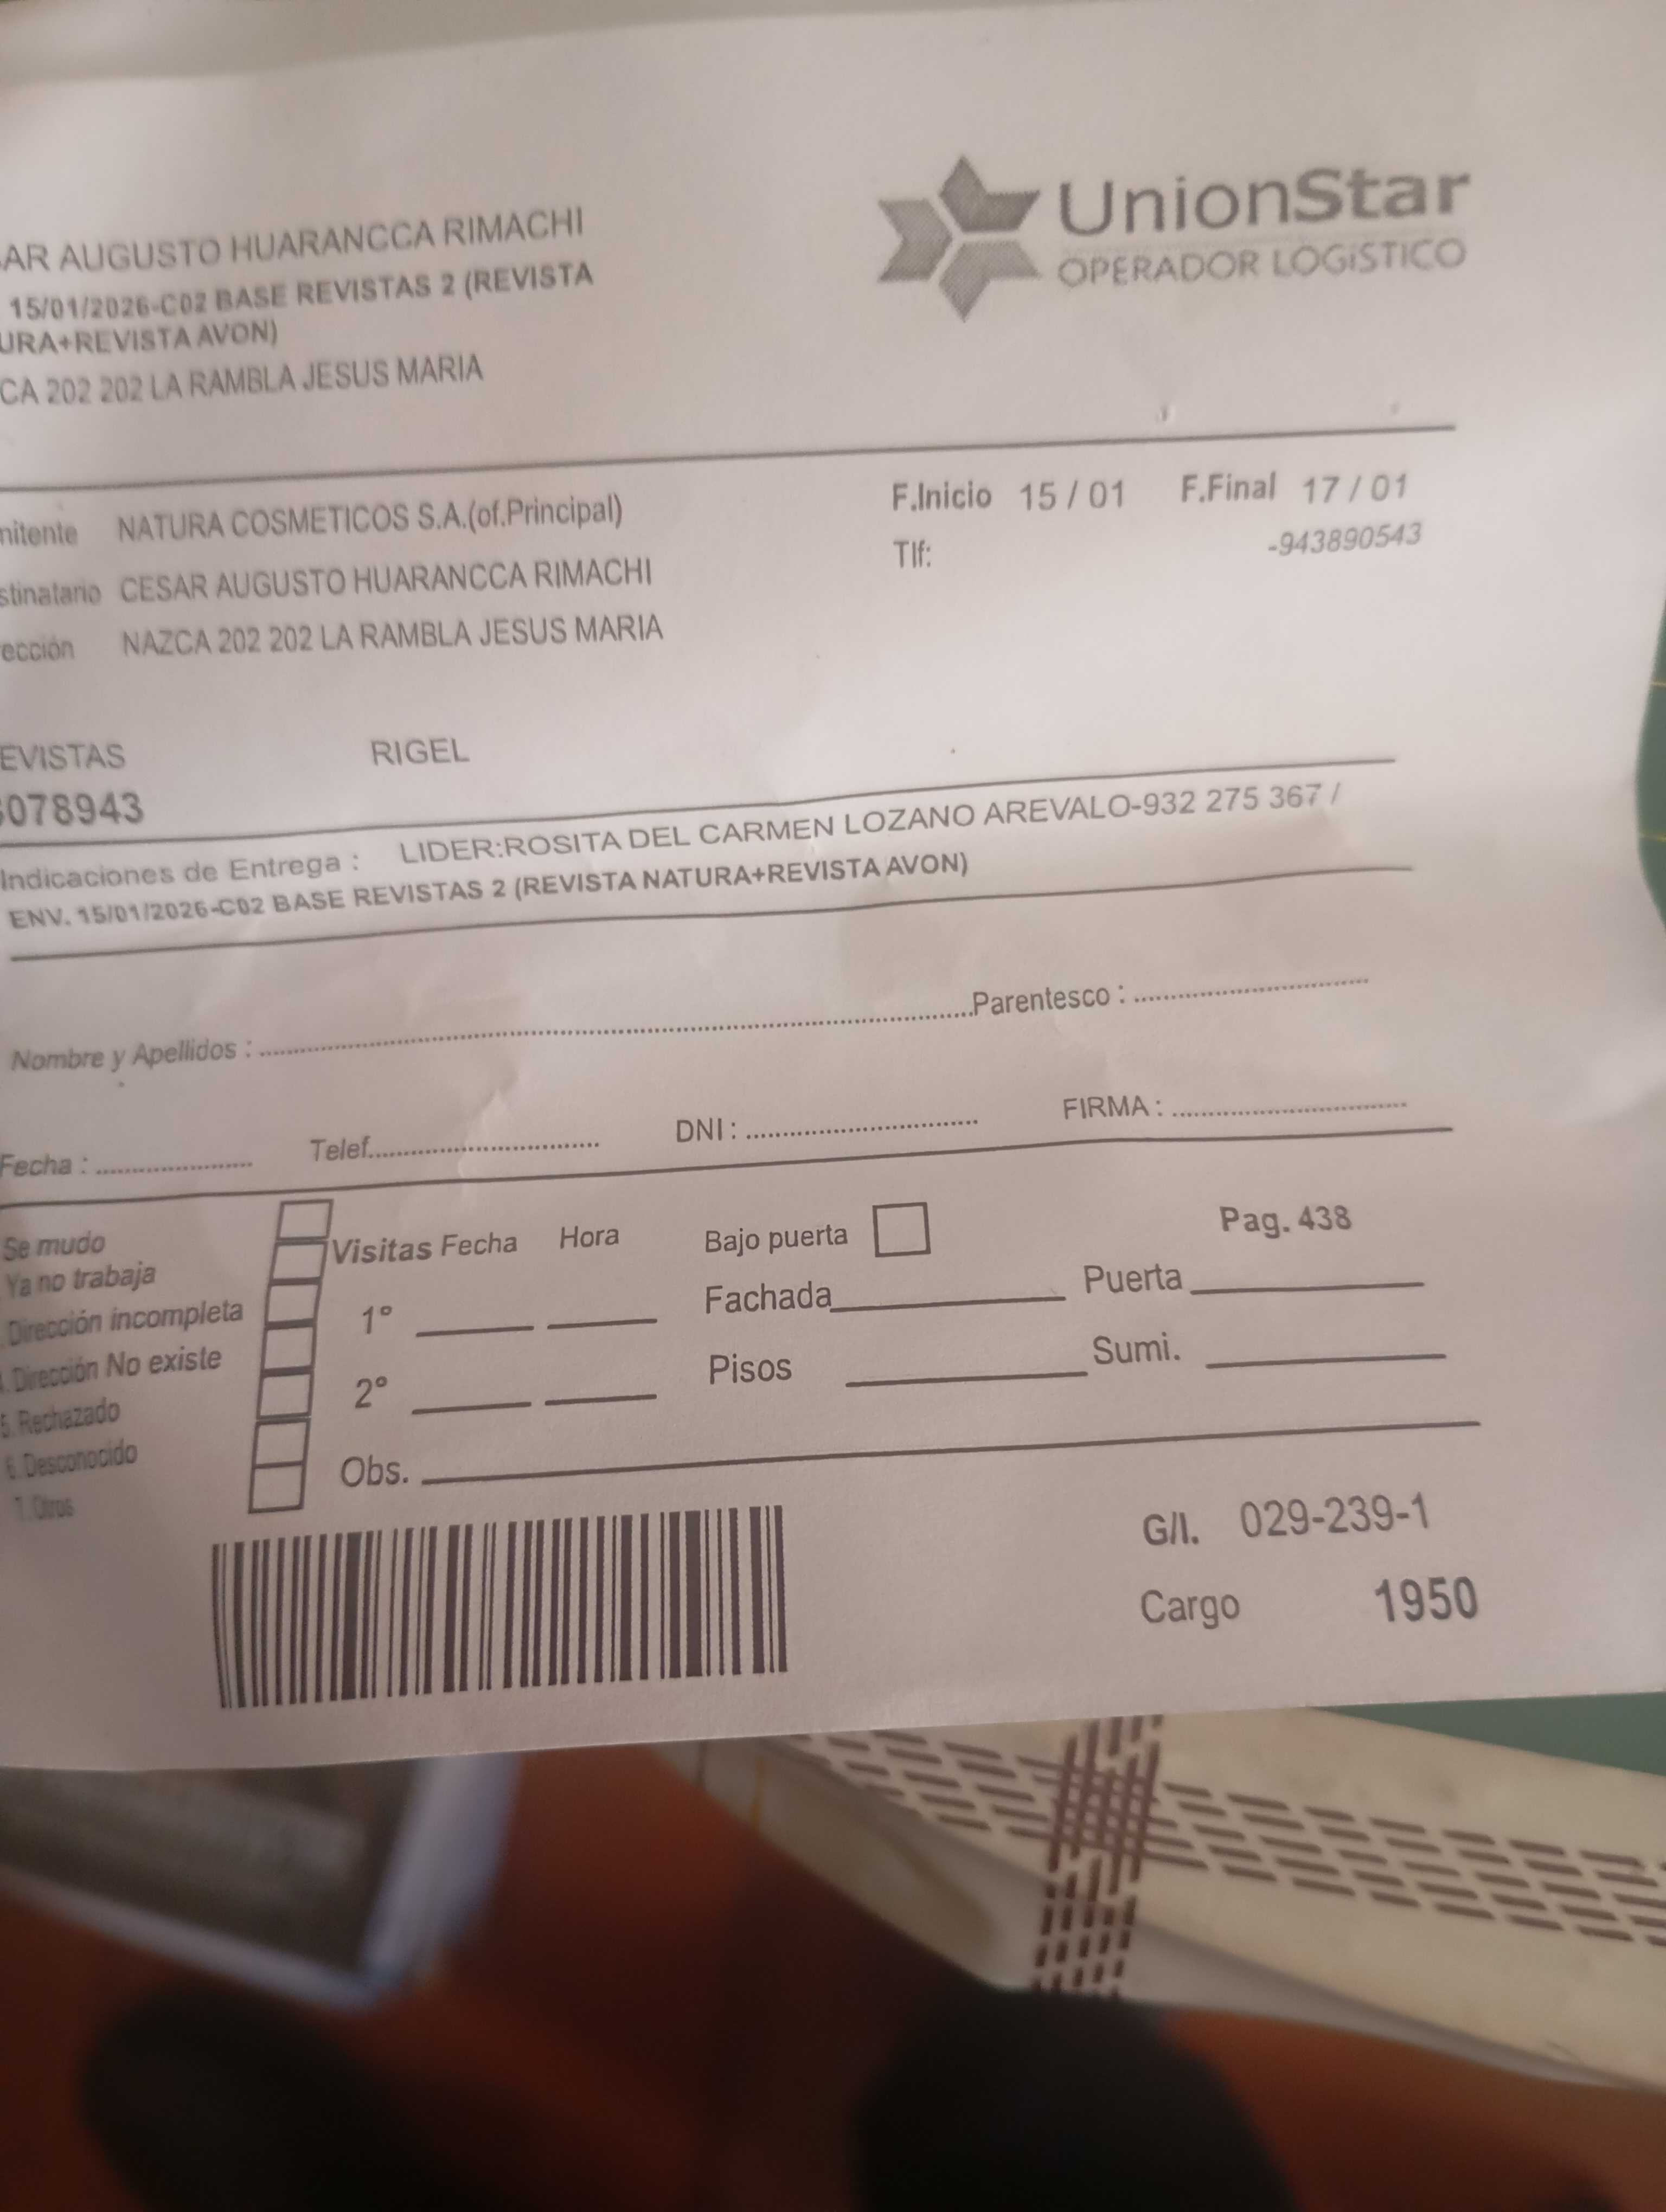 UnionStar
OPERADOR LOGíSTICO
AR AUGUSTO HUARANCCA RIMACHI
15/01/2026-C02 BASE REVISTAS 2 (REVISTA
URA+REVISTA AVON)
CA 202 202 LA RAMBLA JESUS MARIA
mitente NATURA COSMETICOS S.A.(of.Principal) F.Inicio 15 / 01 F.Final 17 / 01
Tlf: -943890543
stinatario CESAR AUGUSTO HUARANCCA RIMACHI
ección NAZCA 202 202 LA RAMBLA JESUS MARIA
EVISTAS RIGEL
078943
Indicaciones de Entrega : LIDER:ROSITA DEL CARMEN LOZANO AREVALO-932 275 367 /
ENV. 15/01/2026-C02 BASE REVISTAS 2 (REVISTA NATURA+REVISTA AVON)
Nombre y Apellidos : Parentesco :
Fecha : Telef. DNI : FIRMA :
Se mudo
Ya no trabaja
Dirección incompleta
. Dirección No existe
5. Rechazado
6. Desconocido
7. Otros
Visitas Fecha Hora Bajo puerta Pag. 438
1° Fachada Puerta
2° Pisos Sumi.
Obs.
G/I. 029-239-1
Cargo 1950